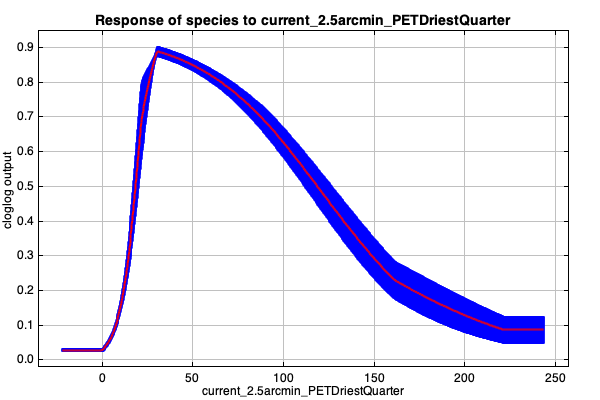 Response of species to current_2.5arcmin_PETDriestQuarter
cloglog output
0.9
0.8
0.7
0.6
0.5
0.4
0.3
0.2
0.1
0.0
0 50 100 150 200 250
current_2.5arcmin_PETDriestQuarter